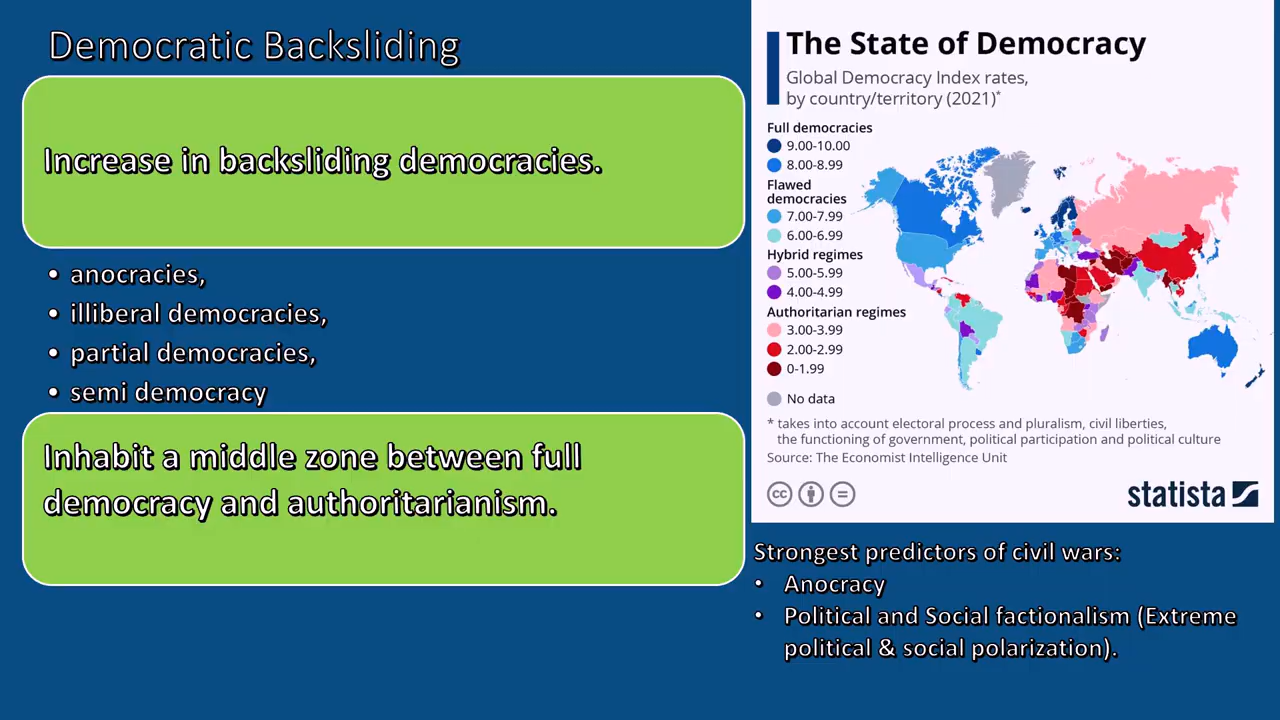 Democratic Backsliding
Increase in backsliding democracies.
• anocracies,
• illiberal democracies,
• partial democracies,
• semi democracy
Inhabit a middle zone between full
democracy and authoritarianism.
The State of Democracy
Global Democracy Index rates,
by country/territory (2021)*
Full democracies
9.00-10.00
8.00-8.99
Flawed
democracies
7.00-7.99
6.00-6.99
Hybrid regimes
5.00-5.99
4.00-4.99
Authoritarian regimes
3.00-3.99
2.00-2.99
0-1.99
No data
* takes into account electoral process and pluralism, civil liberties,
the functioning of government, political participation and political culture
Source: The Economist Intelligence Unit
cc
statista
Strongest predictors of civil wars:
• Anocracy
• Political and Social factionalism (Extreme
political & social polarization).